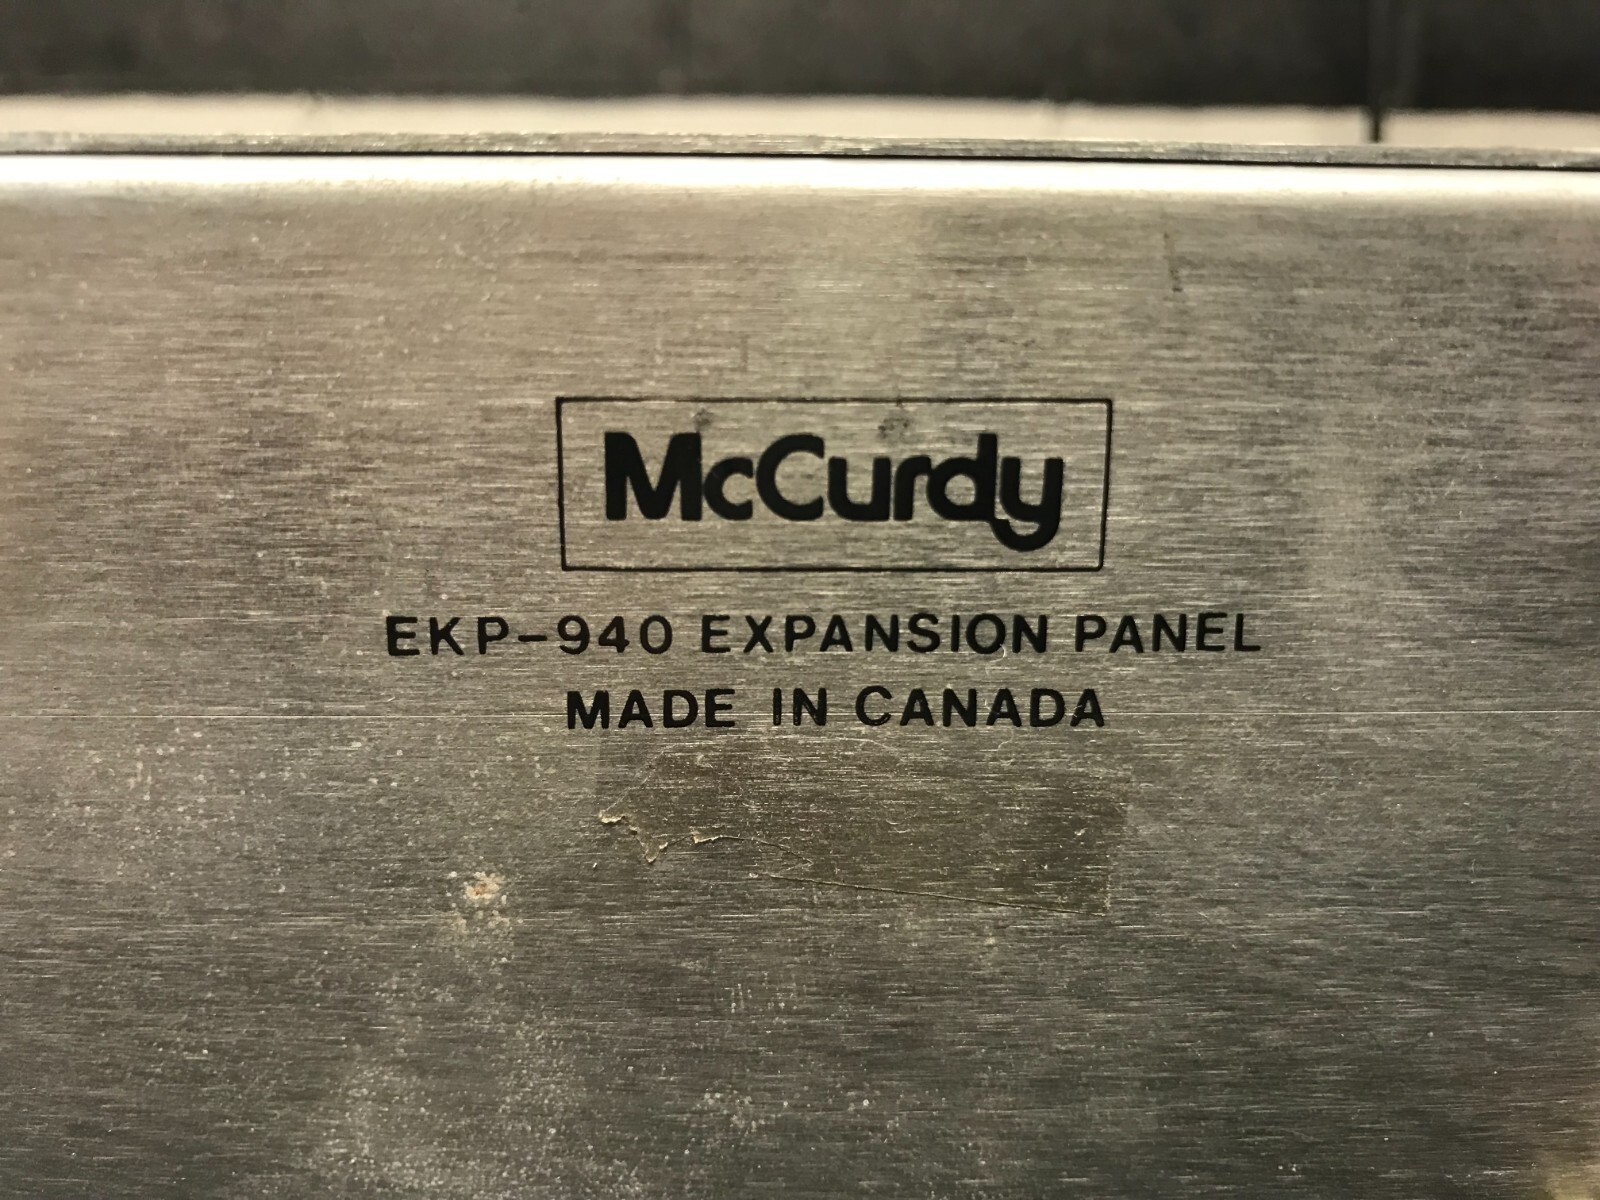 McCurdy
EKP-940 EXPANSION PANEL
MADE IN CANADA